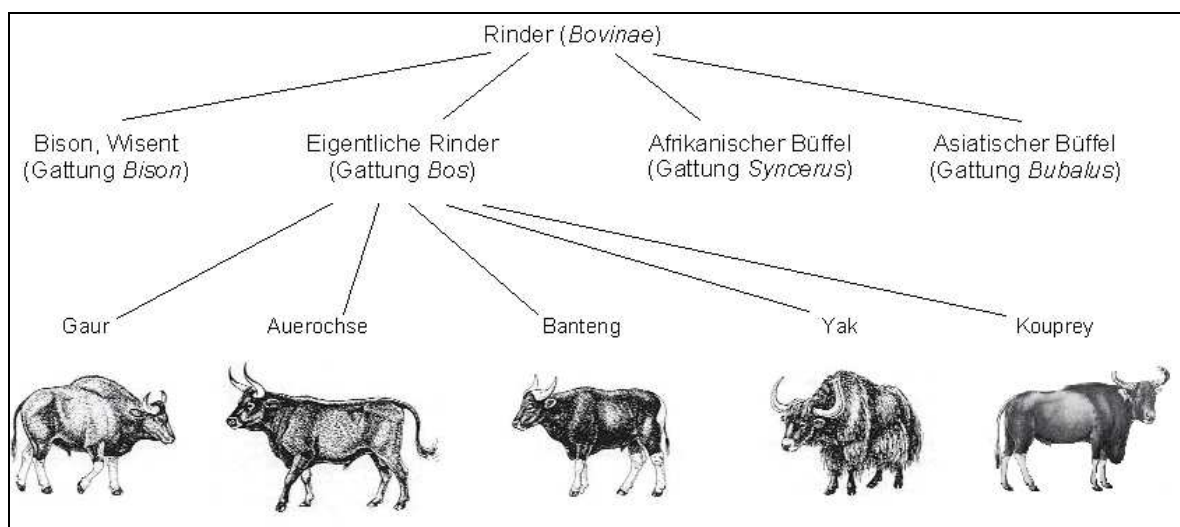 Rinder (Bovinae)
Bison, Wisent
(Gattung Bison)
Eigentliche Rinder
(Gattung Bos)
Afrikanischer Büffel
(Gattung Syncerus)
Asiatischer Büffel
(Gattung Bubalus)
Gaur
Auerochse
Banteng
Yak
Kouprey